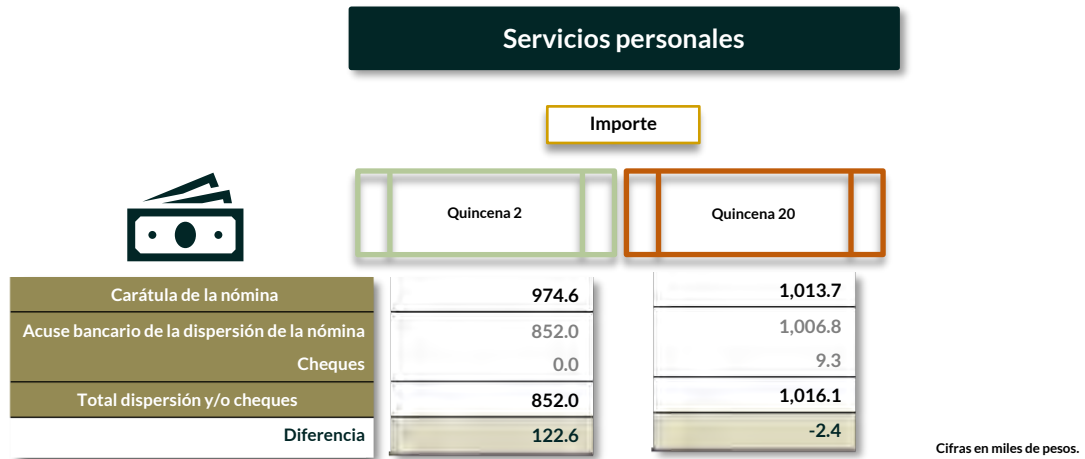 Servicios personales
Importe
Quincena 2
Quincena 20
Carátula de la nómina 974.6 1,013.7
Acuse bancario de la dispersión de la nómina 852.0 1,006.8
Cheques 0.0 9.3
Total dispersión y/o cheques 852.0 1,016.1
Diferencia 122.6 -2.4
Cifras en miles de pesos.